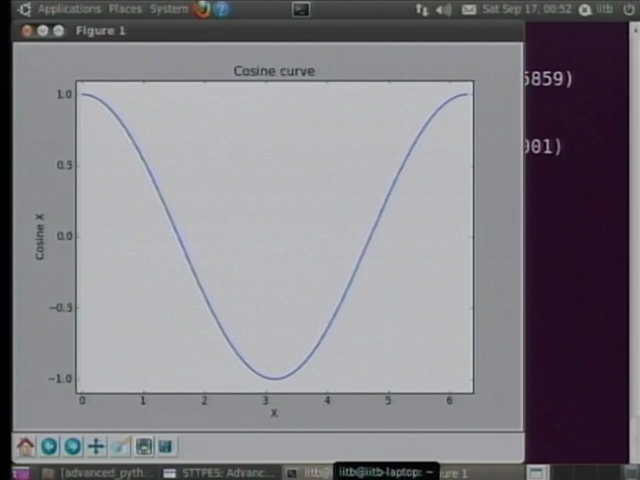 Applications Places System
Sat Sep 17, 00:52 iitb
Figure 1
5859)
001)
Cosine curve
1.0
0.5
0.0
−0.5
−1.0
Cosine X
0 1 2 3 4 5 6
X
[advanced_pyth... STTPES: Advanc... iitb@iitb-laptop: ~ ure 1